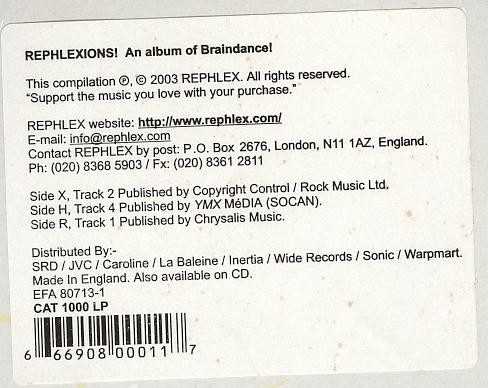 REPHLEXIONS! An album of Braindance!
This compilation ℗, © 2003 REPHLEX. All rights reserved.
“Support the music you love with your purchase.”
REPHLEX website: http://www.rephlex.com/
E-mail: info@rephlex.com
Contact REPHLEX by post: P.O. Box 2676, London, N11 1AZ, England.
Ph: (020) 8368 5903 / Fx: (020) 8361 2811
Side X, Track 2 Published by Copyright Control / Rock Music Ltd.
Side H, Track 4 Published by YMX MéDIA (SOCAN).
Side R, Track 1 Published by Chrysalis Music.
Distributed By:-
SRD / JVC / Caroline / La Baleine / Inértia / Wide Records / Sonic / Warpmart.
Made In England. Also available on CD.
EFA 80713-1
CAT 1000 LP
6 66908 00011 7